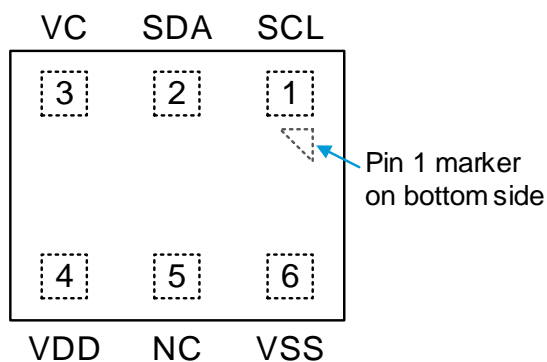 VC SDA SCL
3 2 1
Pin 1 marker
on bottom side
4 5 6
VDD NC VSS